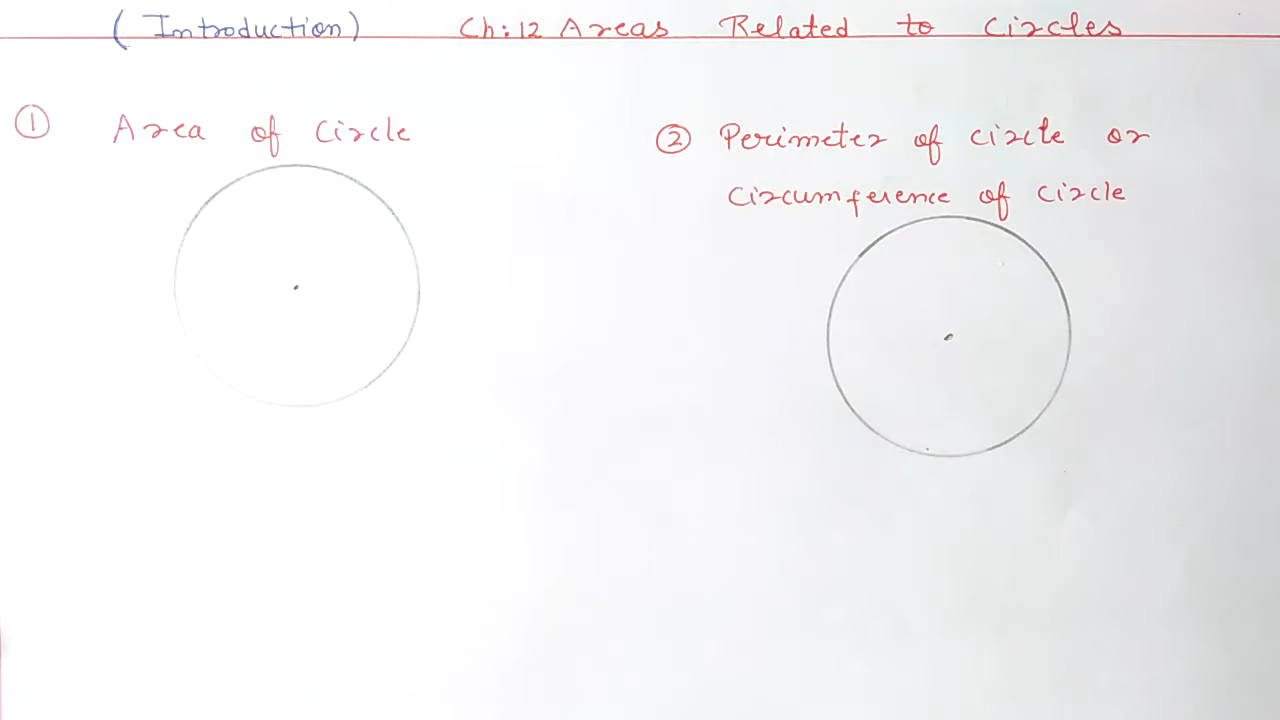 (Introduction) Ch:12 Areas Related to Circles
① Area of Circle
② Perimeter of circle or
Circumference of Circle